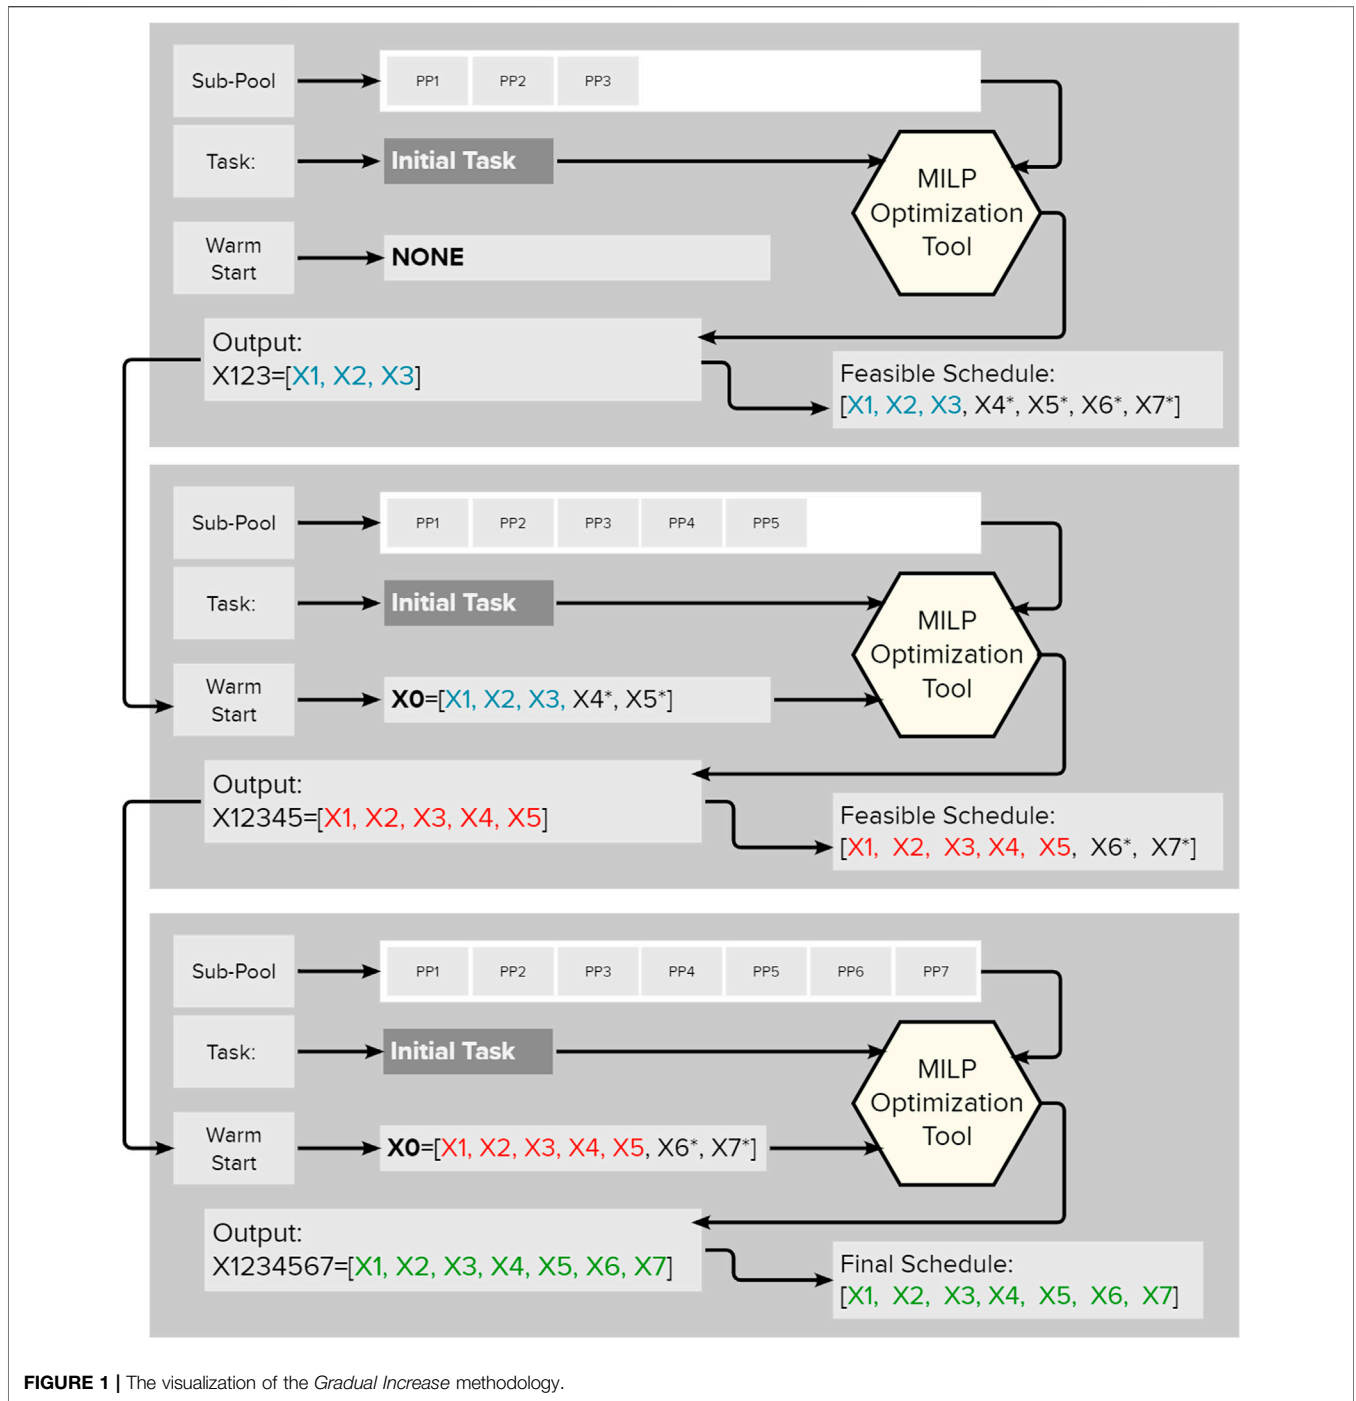 Sub-Pool
PP1 PP2 PP3
Task:
Initial Task
MILP
Optimization
Tool
Warm
Start
NONE
Output:
X123=[X1, X2, X3]
Feasible Schedule:
[X1, X2, X3, X4*, X5*, X6*, X7*]
Sub-Pool
PP1 PP2 PP3 PP4 PP5
Task:
Initial Task
MILP
Optimization
Tool
Warm
Start
X0=[X1, X2, X3, X4*, X5*]
Output:
X12345=[X1, X2, X3, X4, X5]
Feasible Schedule:
[X1, X2, X3, X4, X5, X6*, X7*]
Sub-Pool
PP1 PP2 PP3 PP4 PP5 PP6 PP7
Task:
Initial Task
MILP
Optimization
Tool
Warm
Start
X0=[X1, X2, X3, X4, X5, X6*, X7*]
Output:
X1234567=[X1, X2, X3, X4, X5, X6, X7]
Final Schedule:
[X1, X2, X3, X4, X5, X6, X7]
FIGURE 1 | The visualization of the Gradual Increase methodology.